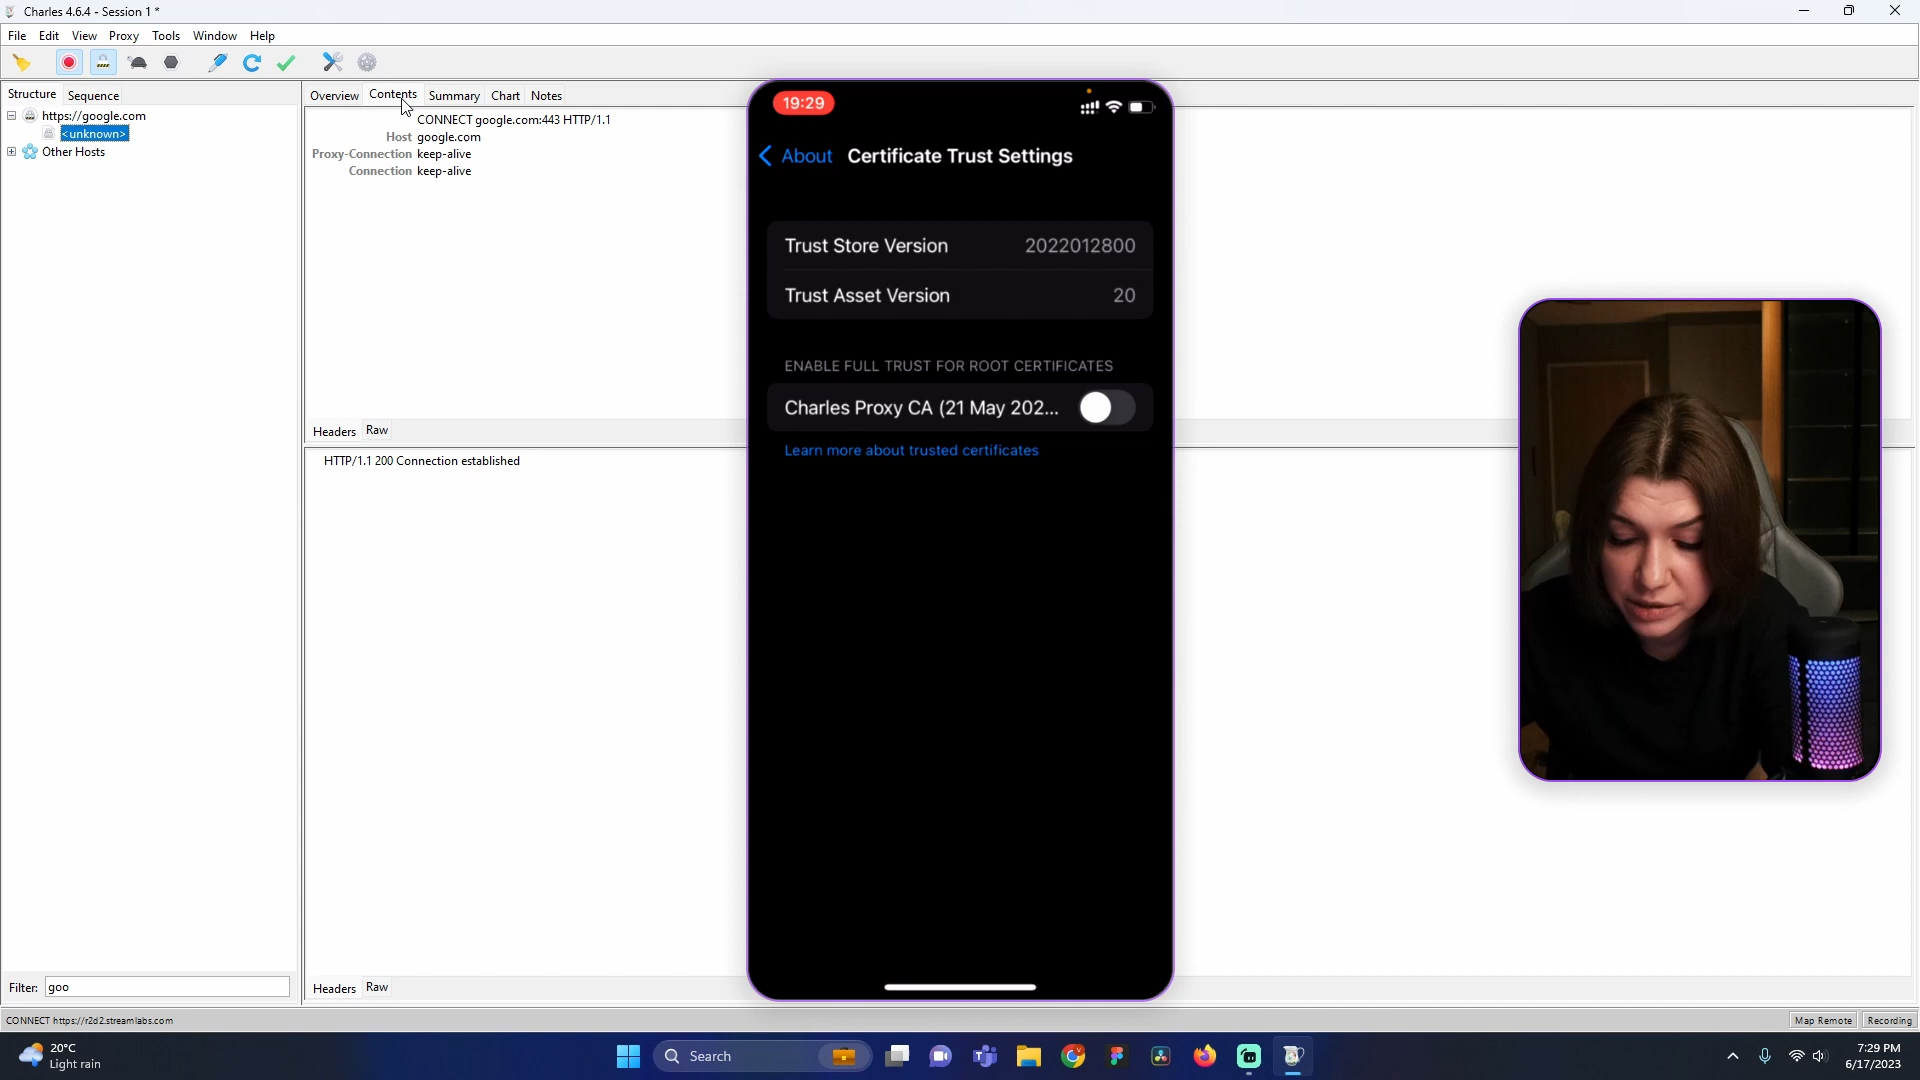 Charles 4.6.4 - Session 1 *
File Edit View Proxy Tools Window Help
Structure Sequence
https://google.com
<unknown>
Other Hosts
Filter: goo
Overview Contents Summary Chart Notes
CONNECT google.com:443 HTTP/1.1
Host google.com
Proxy-Connection keep-alive
Connection keep-alive
Headers Raw
HTTP/1.1 200 Connection established
Headers Raw
19:29
About Certificate Trust Settings
Trust Store Version 2022012800
Trust Asset Version 20
ENABLE FULL TRUST FOR ROOT CERTIFICATES
Charles Proxy CA (21 May 202...
Learn more about trusted certificates
CONNECT https://r2d2.streamlabs.com
Map Remote Recording
20°C
Light rain
Search
7:29 PM
6/17/2023